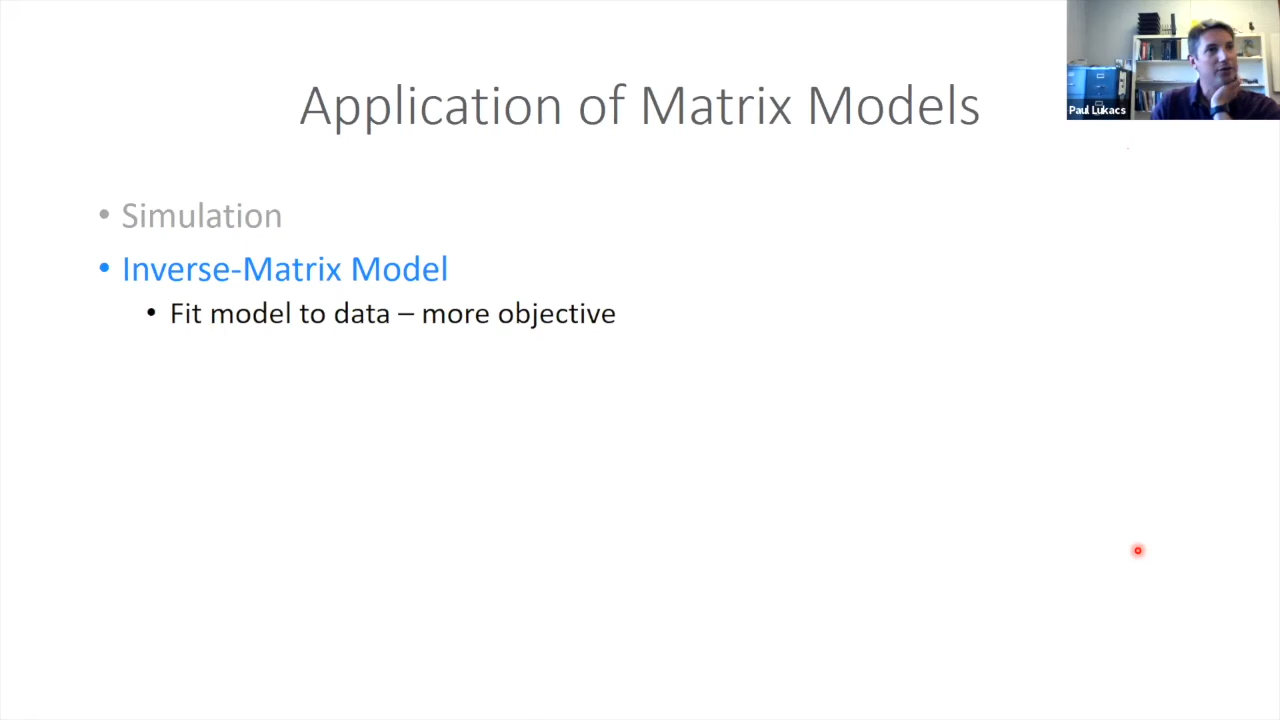 Application of Matrix Models
Paul Lukacs
• Simulation
• Inverse-Matrix Model
• Fit model to data – more objective